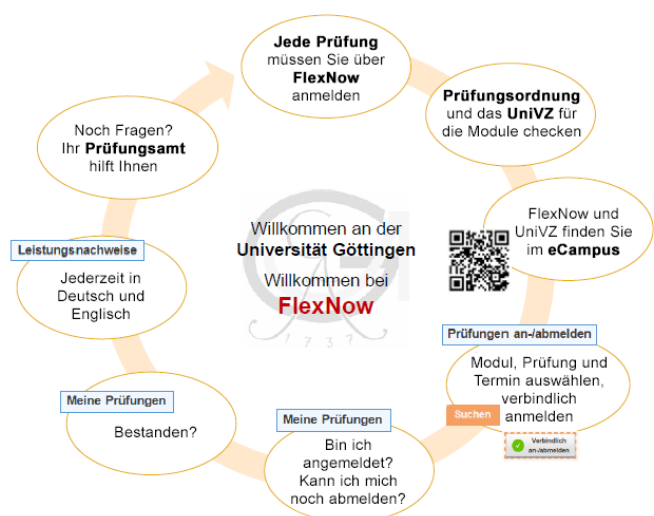 Jede Prüfung
müssen Sie über
FlexNow
anmelden
Prüfungsordnung
und das UniVZ für
die Module checken
FlexNow und
UniVZ finden Sie
im eCampus
Prüfungen an-/abmelden
Modul, Prüfung und
Termin auswählen,
verbindlich
anmelden
Suchen
Verbindlich
an-/abmelden
Meine Prüfungen
Bin ich
angemeldet?
Kann ich mich
noch abmelden?
Meine Prüfungen
Bestanden?
Leistungsnachweise
Jederzeit in
Deutsch und
Englisch
Noch Fragen?
Ihr Prüfungsamt
hilft Ihnen
Willkommen an der
Universität Göttingen
Willkommen bei
FlexNow
1737